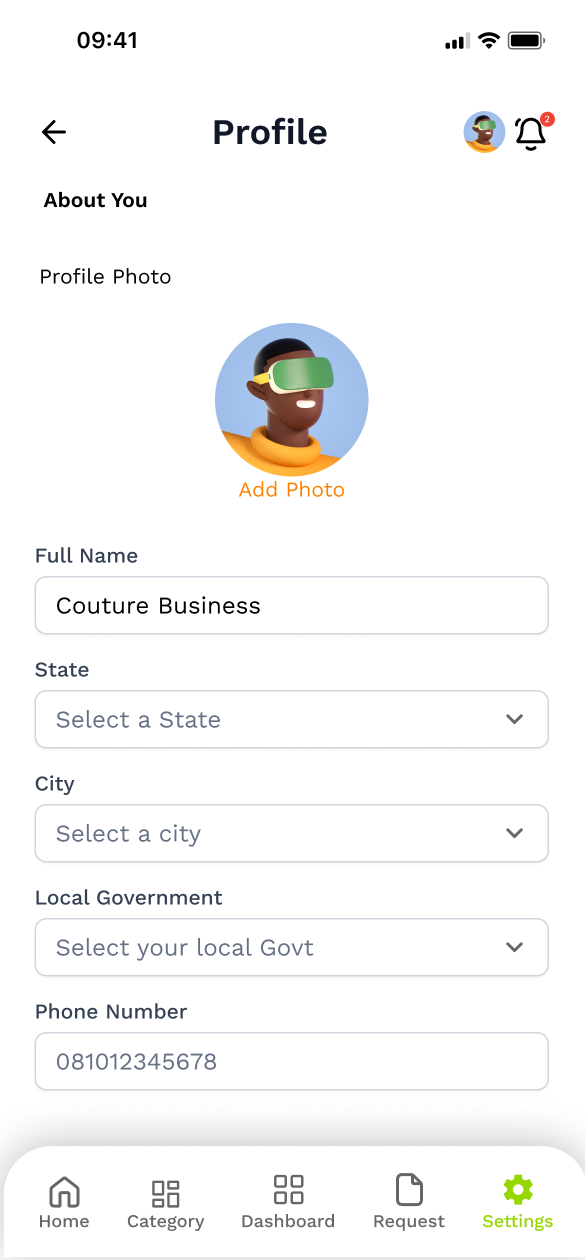 09:41
Profile
2
About You
Profile Photo
Add Photo
Full Name
Couture Business
State
Select a State
City
Select a city
Local Government
Select your local Govt
Phone Number
081012345678
Home Category Dashboard Request Settings